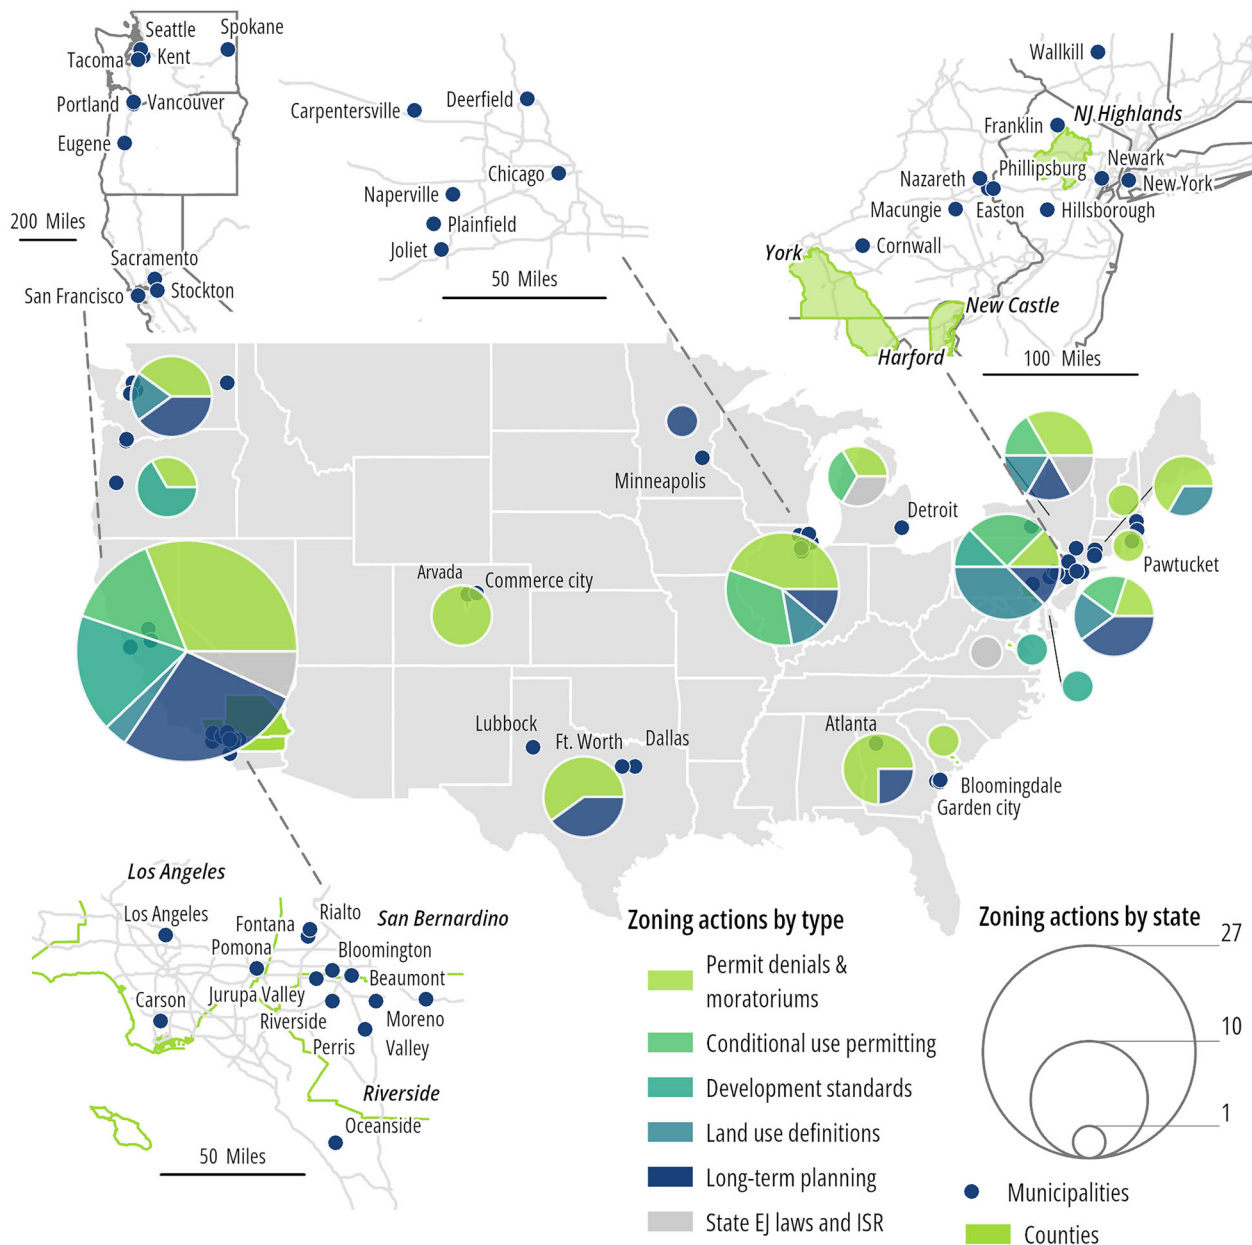 Seattle
Spokane
Tacoma
Kent
Portland
Vancouver
Eugene
200 Miles
Sacramento
San Francisco
Stockton
Carpentersville
Deerfield
Chicago
Naperville
Plainfield
Joliet
50 Miles
Wallkill
NJ Highlands
Franklin
Phillipsburg
Newark
Nazareth
New York
Macungie
Easton
Hillsborough
York
Cornwall
New Castle
Harford
100 Miles
Minneapolis
Detroit
Arvada
Commerce city
Pawtucket
Lubbock
Ft. Worth
Dallas
Atlanta
Bloomingdale
Garden city
Los Angeles
Los Angeles
Fontana
Rialto
San Bernardino
Pomona
Bloomington
Beaumont
Carson
Jurupa Valley
Riverside
Moreno
Valley
Perris
Riverside
Oceanside
50 Miles
Zoning actions by type
Permit denials &
moratoriums
Conditional use permitting
Development standards
Land use definitions
Long-term planning
State EJ laws and ISR
Zoning actions by state
27
10
1
Municipalities
Counties